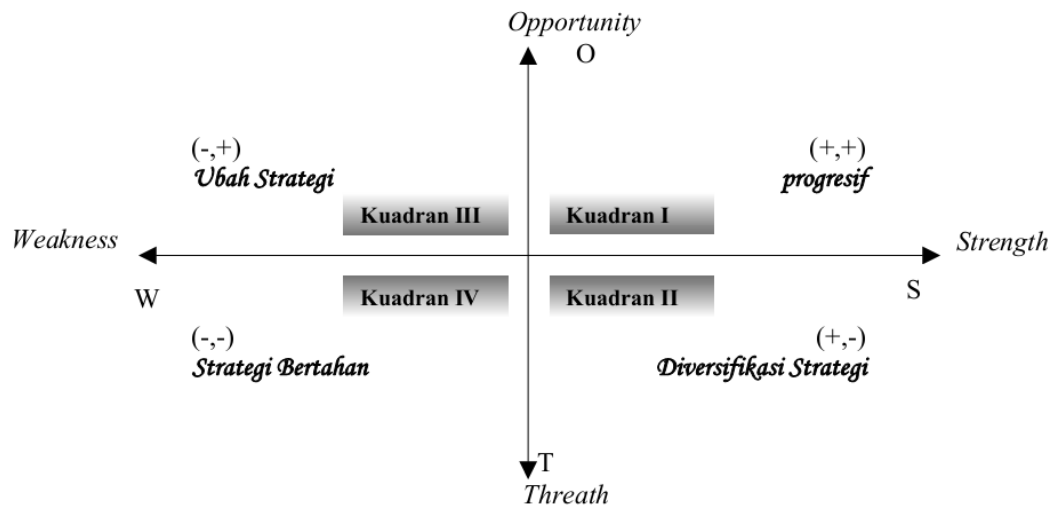 Opportunity
O
(-,+)
Ubah Strategi
(+,+)
progresif
Kuadran III
Kuadran I
Weakness
Strength
W
Kuadran IV
Kuadran II
S
(-,-)
Strategi Bertahan
(+,-)
Diversifikasi Strategi
T
Threath